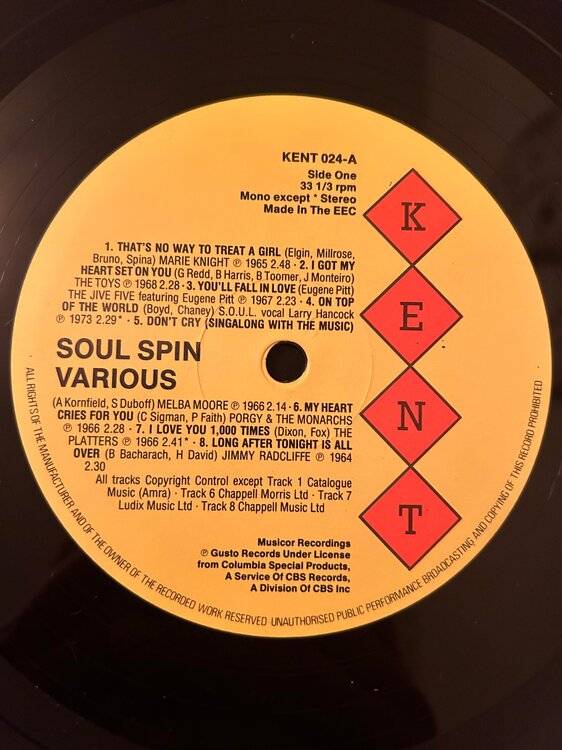 KENT 024-A
Side One
33 1/3 rpm
Mono except * Stereo
Made In The EEC
K
E
N
T
1. THAT'S NO WAY TO TREAT A GIRL (Elgin, Millrose,
Bruno, Spina) MARIE KNIGHT ℗ 1965 2.48 · 2. I GOT MY
HEART SET ON YOU (G Redd, B Harris, B Toomer, J Monteiro)
THE TOYS ℗ 1968 2.28 · 3. YOU'LL FALL IN LOVE (Eugene Pitt)
THE JIVE FIVE featuring Eugene Pitt ℗ 1967 2.23 · 4. ON TOP
OF THE WORLD (Boyd, Chaney) S.O.U.L. vocal Larry Hancock
℗ 1973 2.29* · 5. DON'T CRY (SINGALONG WITH THE MUSIC)
SOUL SPIN
VARIOUS
(A Kornfield, S Duboff) MELBA MOORE ℗ 1966 2.14 · 6. MY HEART
CRIES FOR YOU (C Sigman, P Faith) PORGY & THE MONARCHS
℗ 1966 2.28 · 7. I LOVE YOU 1,000 TIMES (Dixon, Fox) THE
PLATTERS ℗ 1966 2.41* · 8. LONG AFTER TONIGHT IS ALL
OVER (B Bacharach, H David) JIMMY RADCLIFFE ℗ 1964
2.30
All tracks Copyright Control except Track 1 Catalogue
Music (Amra) · Track 6 Chappell Morris Ltd · Track 7
Ludix Music Ltd · Track 8 Chappell Music Ltd
Musicor Recordings
℗ Gusto Records Under License
from Columbia Special Products,
A Service Of CBS Records,
A Division Of CBS Inc
ALL RIGHTS OF THE MANUFACTURER AND OF THE OWNER OF THE RECORDED WORK RESERVED · UNAUTHORISED PUBLIC PERFORMANCE BROADCASTING AND COPYING OF THIS RECORD PROHIBITED